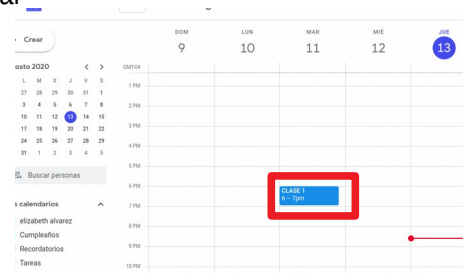 Crear
osto 2020 < >
L M X J V S
27 28 29 30 31 1
3 4 5 6 7 8
10 11 12 13 14 15
17 18 19 20 21 22
24 25 26 27 28 29
31 1 2 3 4 5
Buscar personas
calendarios
elizabeth alvarez
Cumpleaños
Recordatorios
Tareas
DOM LUN MAR MIÉ JUE
9 10 11 12 13
GMT-04
1 PM
2 PM
3 PM
4 PM
5 PM
6 PM
CLASE 1
6 – 7pm
7 PM
8 PM
9 PM
10 PM